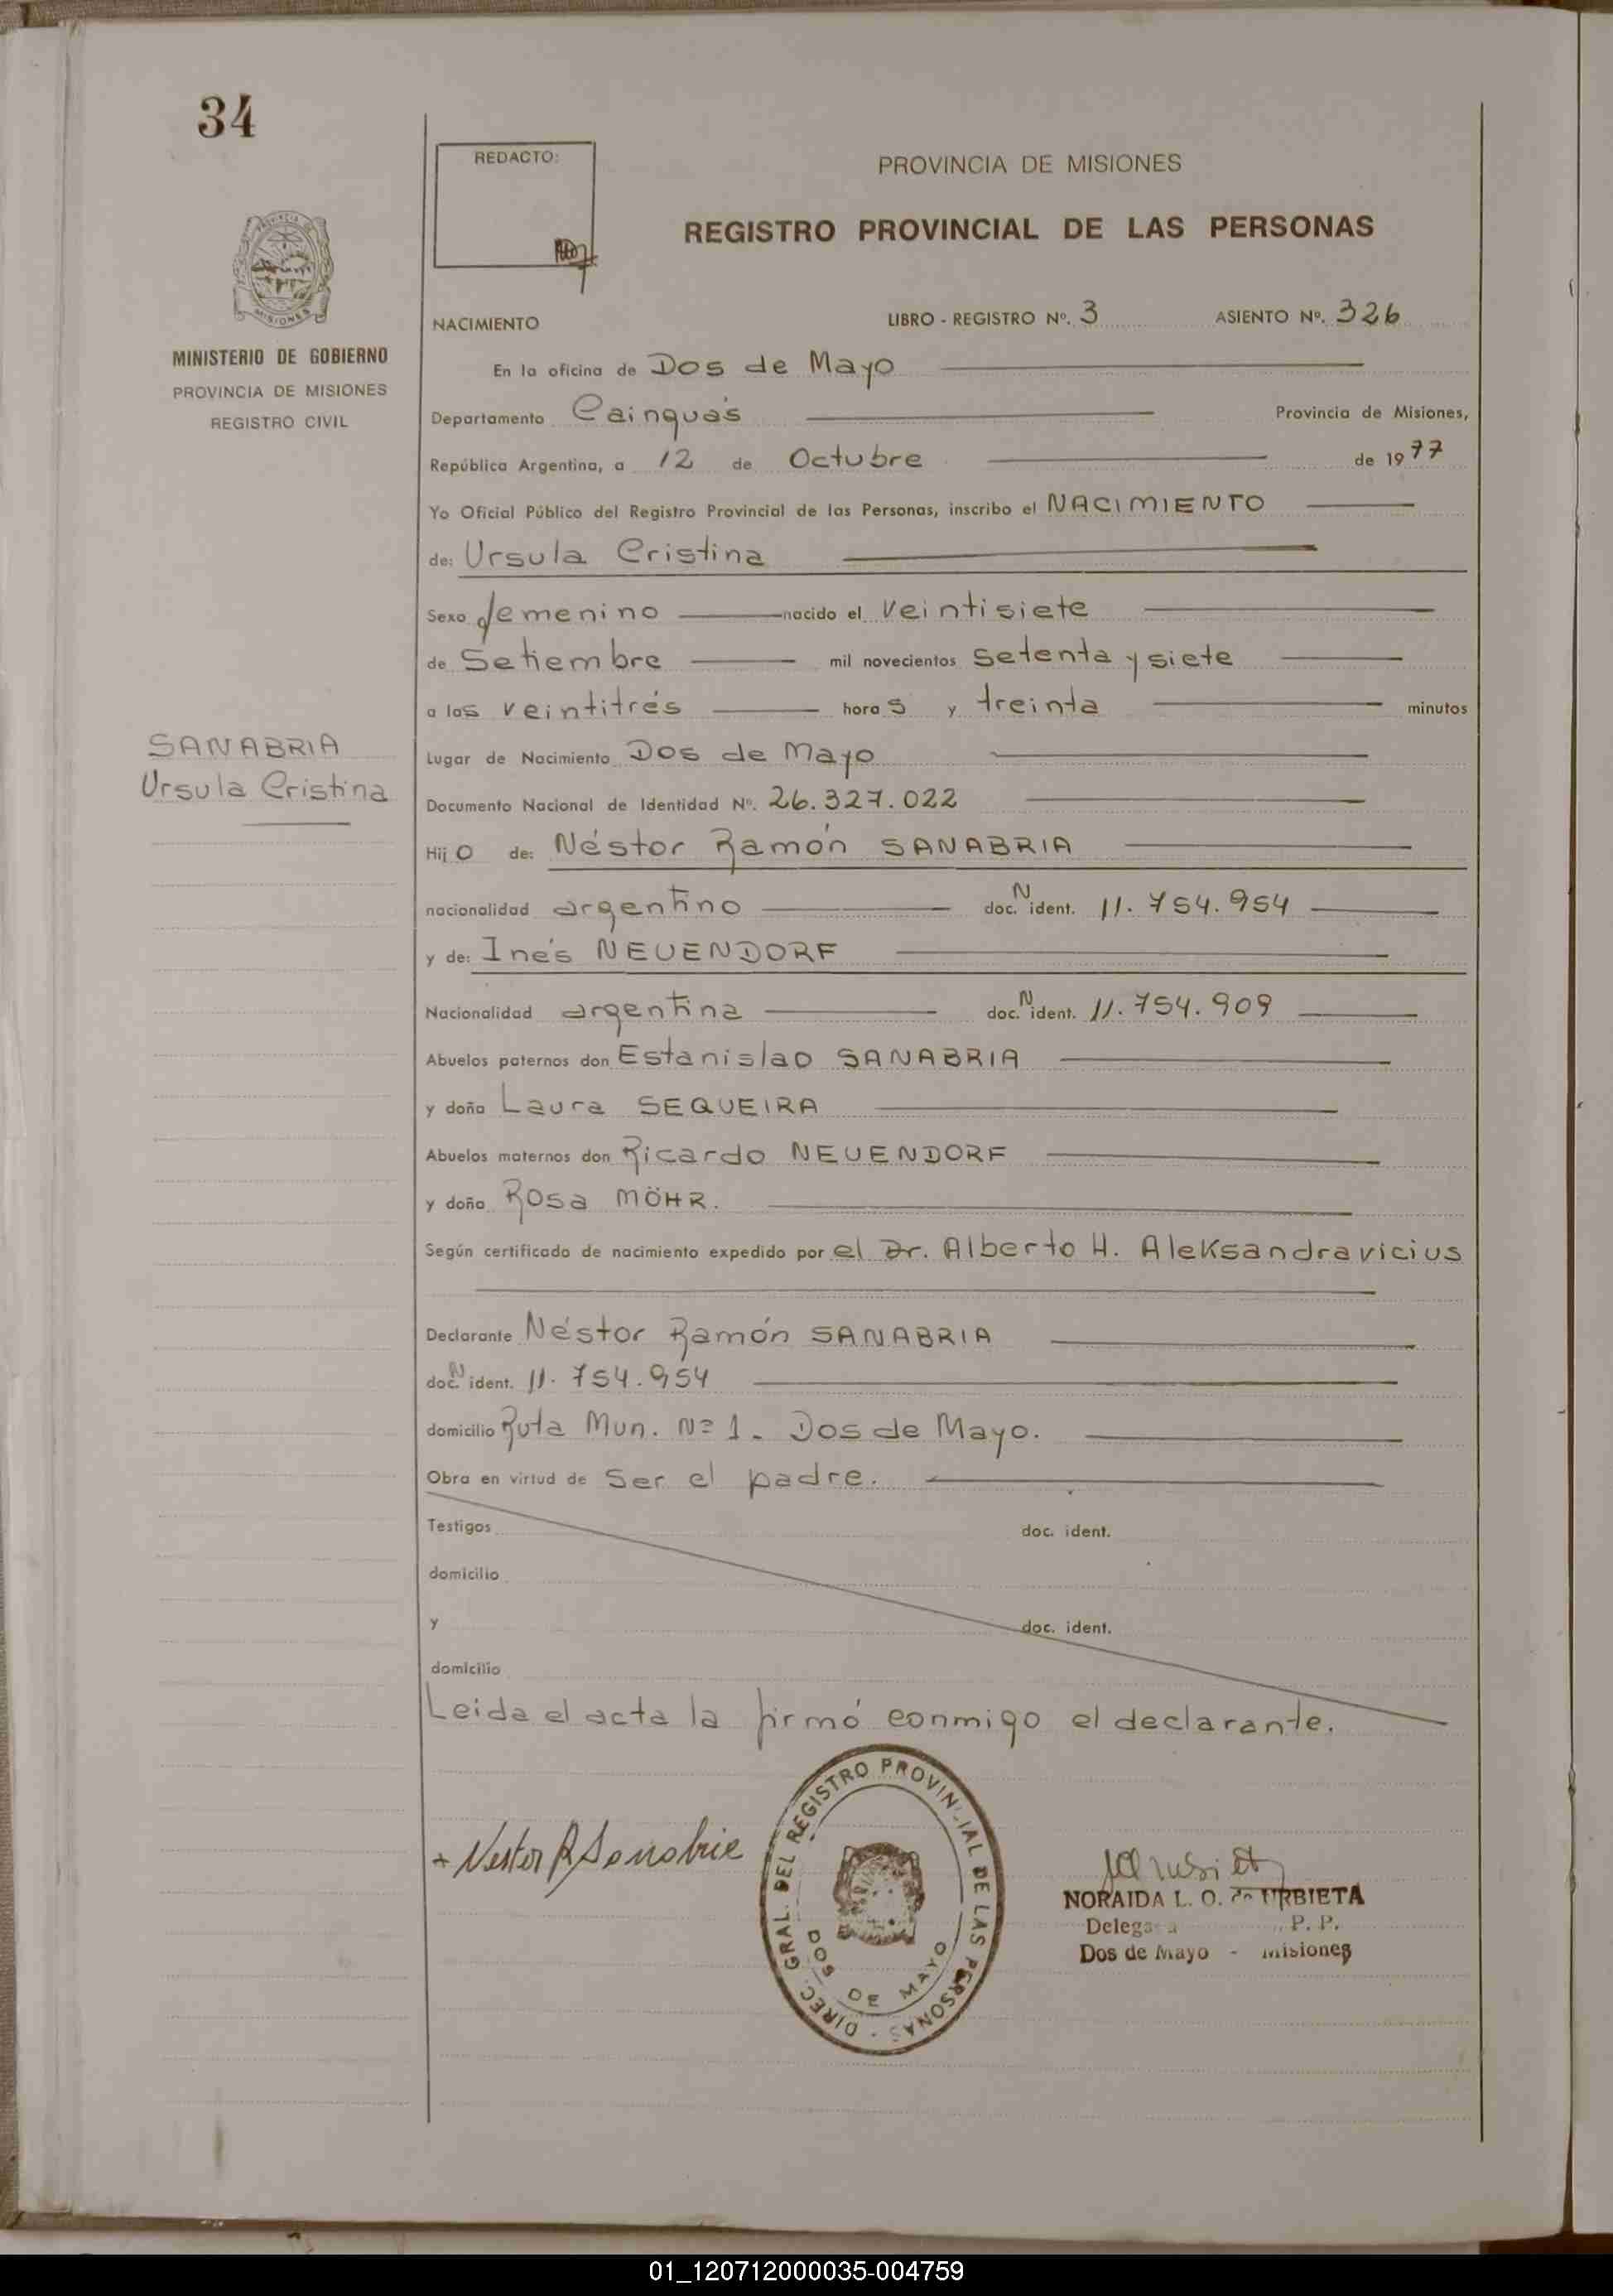 34
REDACTO:
PROVINCIA DE MISIONES
REGISTRO PROVINCIAL DE LAS PERSONAS
PROVINCIA DE
MISIONES
MINISTERIO DE GOBIERNO
PROVINCIA DE MISIONES
REGISTRO CIVIL
NACIMIENTO LIBRO - REGISTRO Nº. 3 ASIENTO Nº. 326
En la oficina de Dos de Mayo
Departamento Cainguás Provincia de Misiones,
República Argentina, a 12 de Octubre de 1977
Yo Oficial Público del Registro Provincial de las Personas, inscribo el NACIMIENTO
de: Ursula Cristina
Sexo femenino nacido el veintisiete
de Setiembre mil novecientos setenta y siete
a las veintitrés horas y treinta minutos
SANABRIA
Ursula Cristina
Lugar de Nacimiento Dos de Mayo
Documento Nacional de Identidad Nº. 26.327.022
Hijo de: Néstor Ramón SANABRIA
nacionalidad argentino doc. N ident. 11.754.954
y de: Inés NEUENDORF
Nacionalidad argentina doc. N ident. 11.754.909
Abuelos paternos don Estanislao SANABRIA
y doña Laura SEQUEIRA
Abuelos maternos don Ricardo NEUENDORF
y doña Rosa MÖHR.
Según certificado de nacimiento expedido por el Dr. Alberto H. Aleksandravicius
Declarante Néstor Ramón SANABRIA
doc. N ident. 11.754.954
domicilio Ruta Mun. Nº 1. Dos de Mayo.
Obra en virtud de ser el padre.
Testigos doc. ident.
domicilio
y doc. ident.
domicilio
Leida el acta la firmó conmigo el declarante.
Nestor R Sanabria
DIREC. GRAL. DEL REGISTRO PROVINCIAL DE LAS PERSONAS -
DOS DE MAYO
NORAIDA L. O. de URBIETA
P. P.
Dos de Mayo - Misiones
01_120712000035-004759